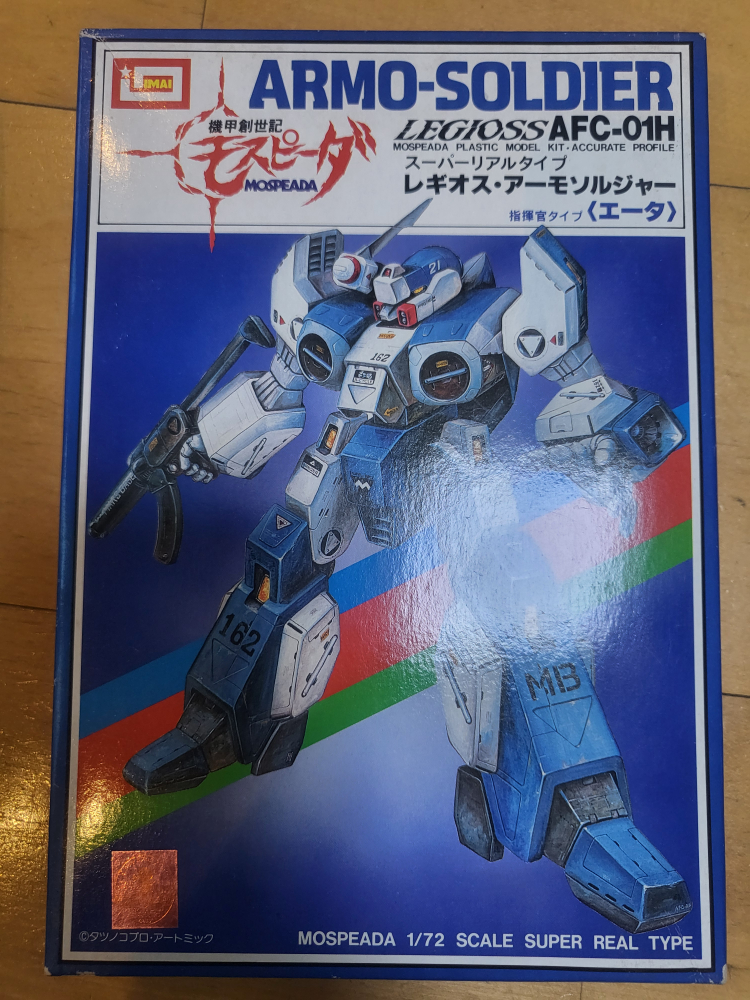 IMAI
ARMO-SOLDIER
機甲創世記
モスピーダ
MOSPEADA
LEGIOSS AFC-01H
MOSPEADA PLASTIC MODEL KIT・ACCURATE PROFILE
スーパーリアルタイプ
レギオス・アーモソルジャー
指揮官タイプ〈エータ〉
21
162
162
MB
©タツノコプロ・アートミック
MOSPEADA 1/72 SCALE SUPER REAL TYPE